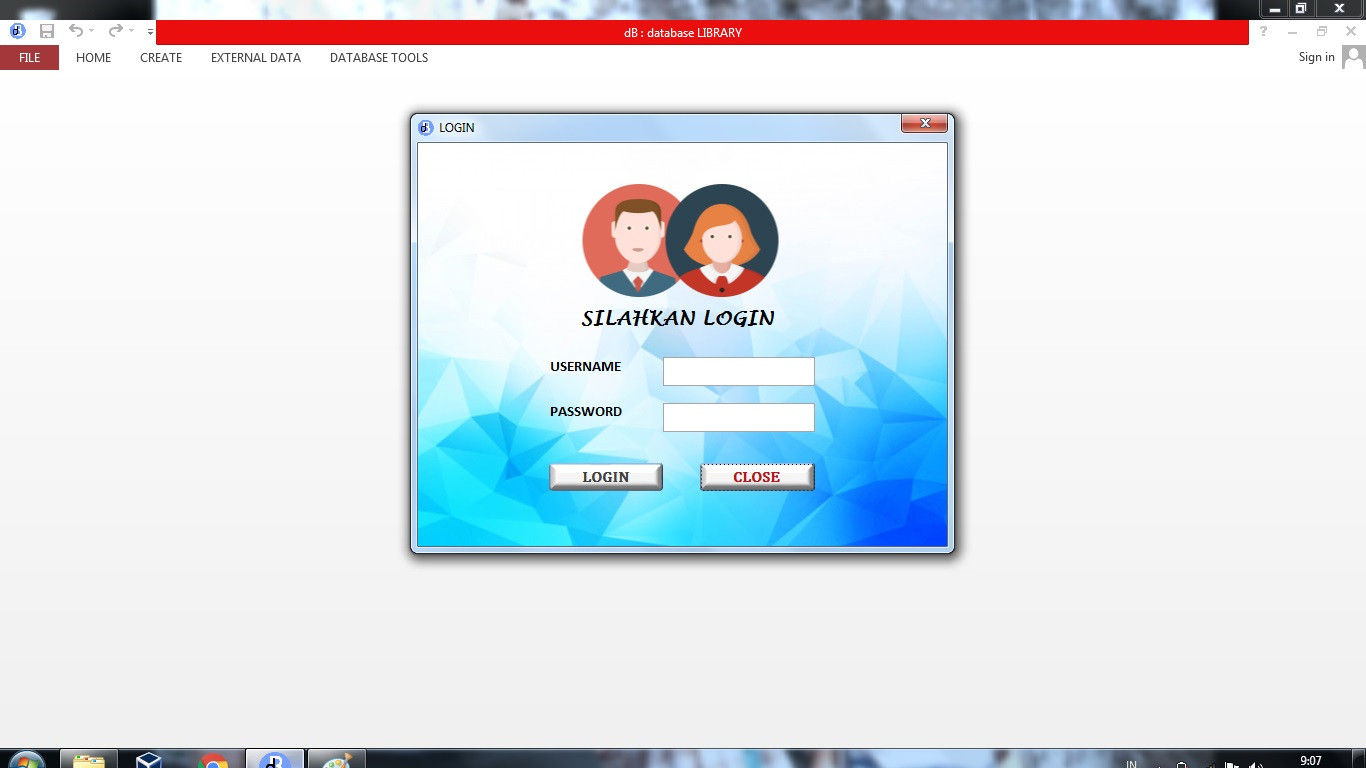 dB : database LIBRARY
FILE HOME CREATE EXTERNAL DATA DATABASE TOOLS Sign in
LOGIN
SILAHKAN LOGIN
USERNAME
PASSWORD
LOGIN CLOSE
IN 9:07